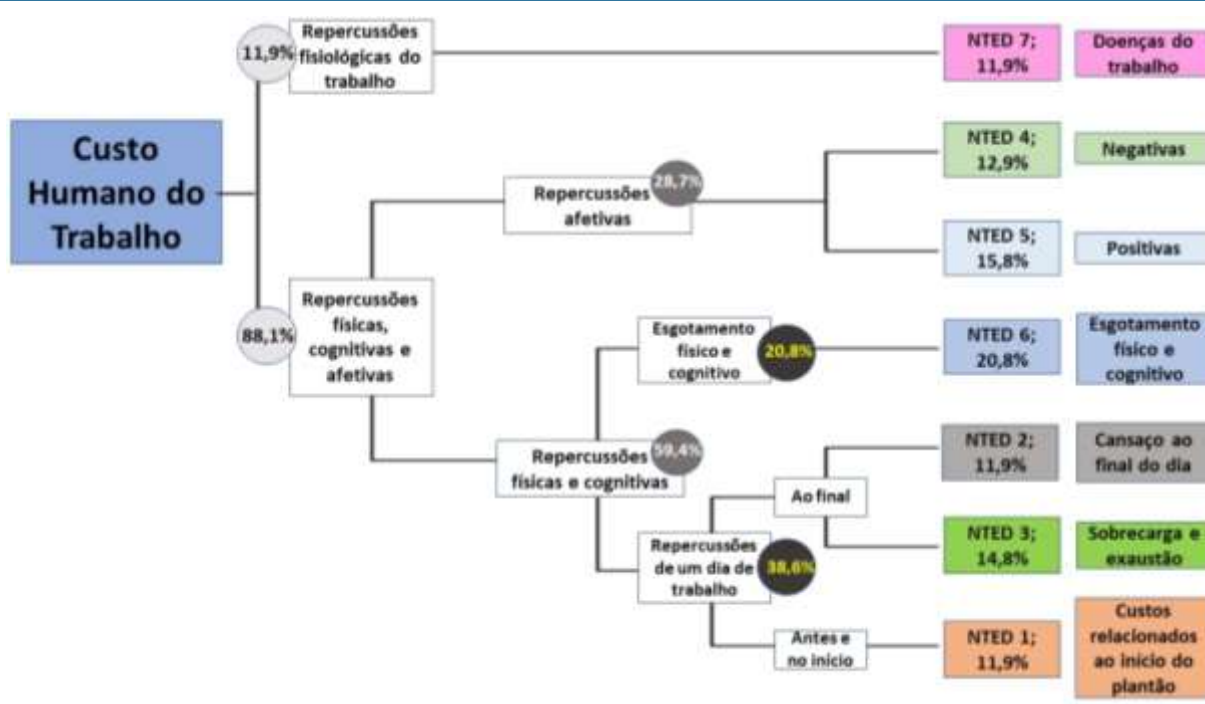 Custo
Humano do
Trabalho
11,9%
Repercussões
fisiológicas do
trabalho
NTED 7;
11,9%
Doenças do
trabalho
88,1%
Repercussões
físicas,
cognitivas e
afetivas
Repercussões
afetivas
28,7%
NTED 4;
12,9%
Negativas
NTED 5;
15,8%
Positivas
Repercussões
físicas e cognitivas
59,4%
Esgotamento
físico e
cognitivo
20,8%
NTED 6;
20,8%
Esgotamento
físico e
cognitivo
Repercussões
de um dia de
trabalho
38,6%
Ao final
NTED 2;
11,9%
Cansaço ao
final do dia
NTED 3;
14,8%
Sobrecarga e
exaustão
Antes e
no início
NTED 1;
11,9%
Custos
relacionados
ao início do
plantão